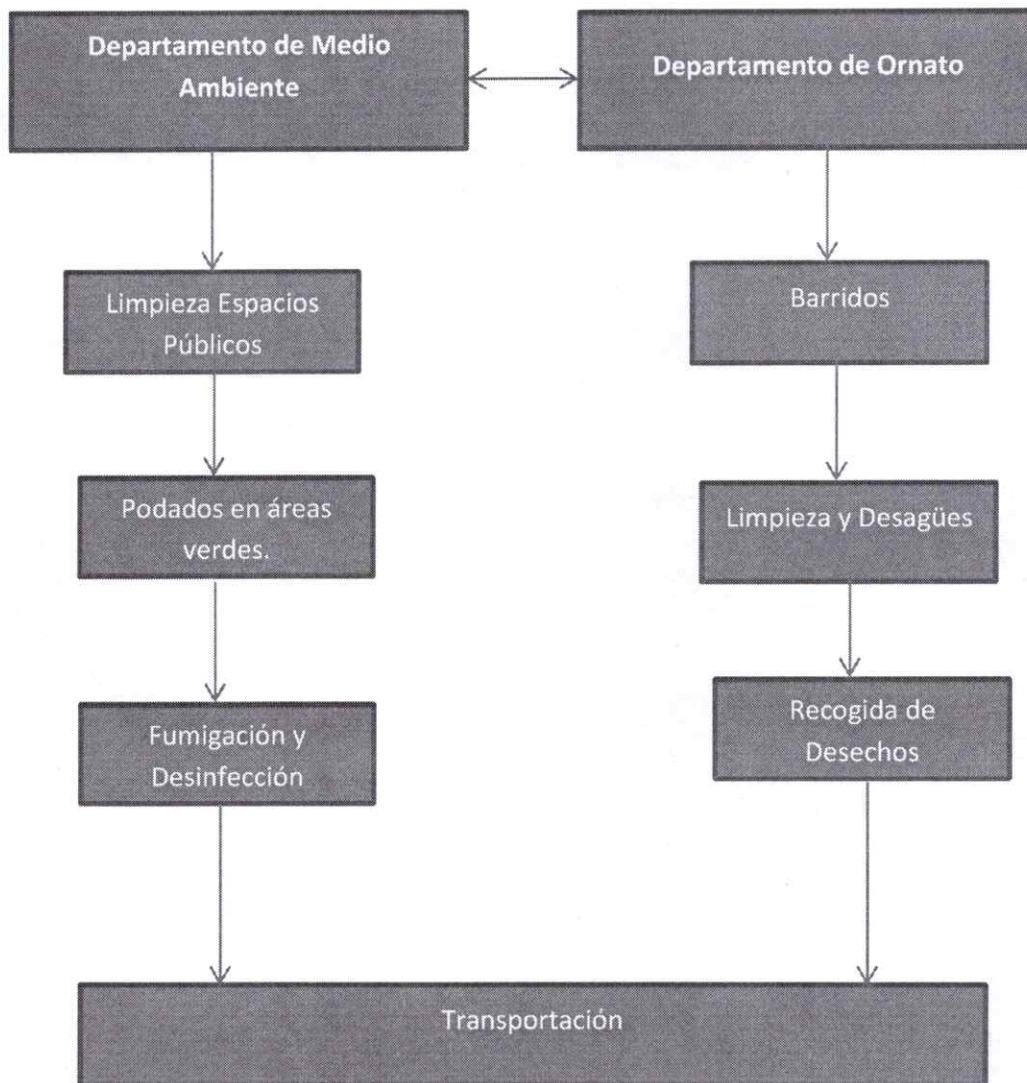 Departamento de Medio
Ambiente
Departamento de Ornato
Limpieza Espacios
Públicos
Barridos
Podados en áreas
verdes.
Limpieza y Desagües
Fumigación y
Desinfección
Recogida de
Desechos
Transportación